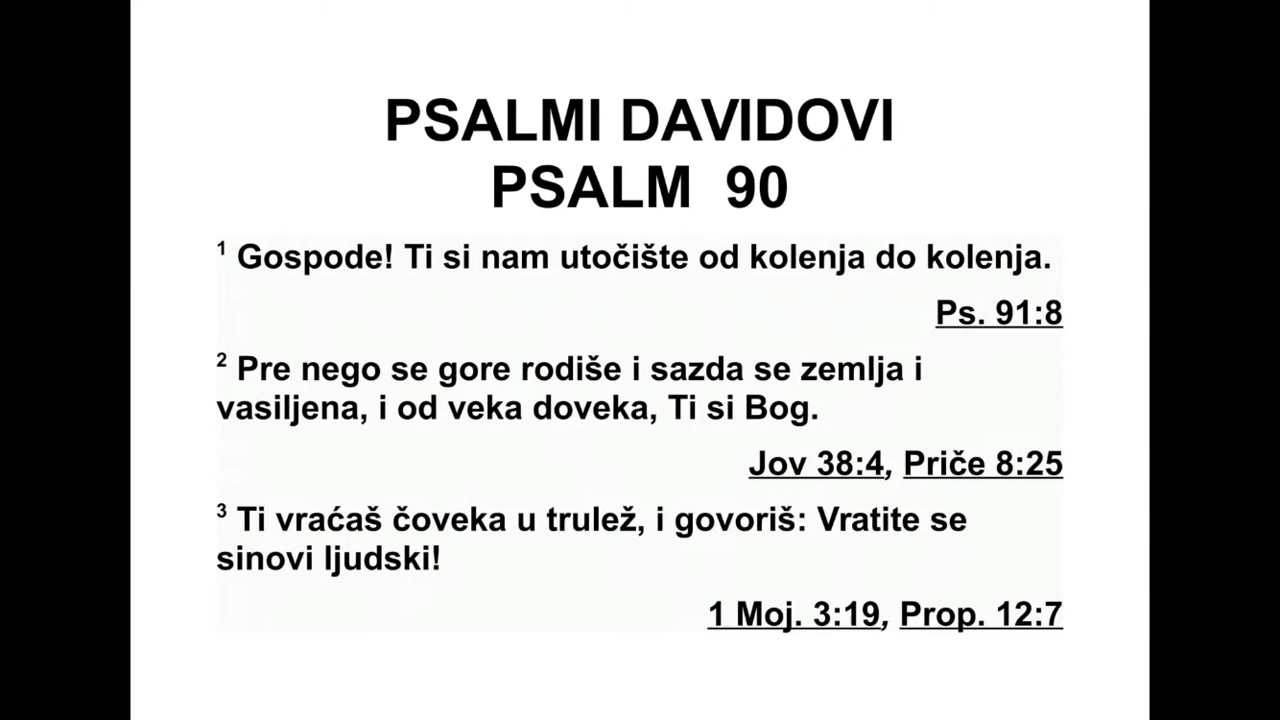 PSALMI DAVIDOVI
PSALM 90
1 Gospode! Ti si nam utočište od kolenja do kolenja.
Ps. 91:8
2 Pre nego se gore rodiše i sazda se zemlja i
vasiljena, i od veka doveka, Ti si Bog.
Jov 38:4, Priče 8:25
3 Ti vraćaš čoveka u trulež, i govoriš: Vratite se
sinovi ljudski!
1 Moj. 3:19, Prop. 12:7